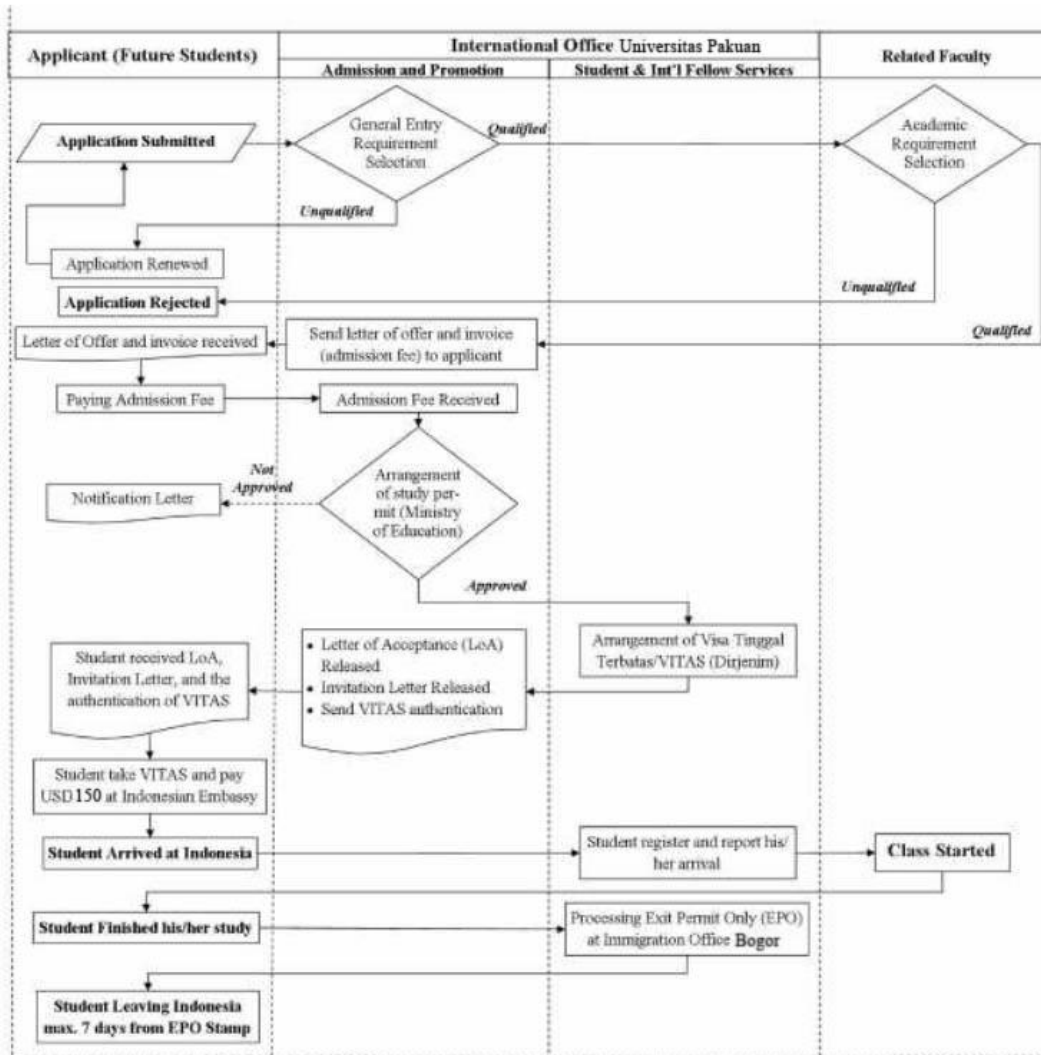 Applicant (Future Students)
International Office Universitas Pakuan
Admission and Promotion
Student & Int'l Fellow Services
Related Faculty
Application Submitted
General Entry
Requirement
Selection
Qualified
Academic
Requirement
Selection
Unqualified
Application Renewed
Application Rejected
Unqualified
Qualified
Letter of Offer and invoice received
Send letter of offer and invoice
(admission fee) to applicant
Paying Admission Fee
Admission Fee Received
Notification Letter
Not
Approved
Arrangement
of study per-
mit (Ministry
of Education)
Approved
Arrangement of Visa Tinggal
Terbatas/VITAS (Dirjenim)
• Letter of Acceptance (LoA)
Released
• Invitation Letter Released
• Send VITAS authentication
Student received LoA,
Invitation Letter, and the
authentication of VITAS
Student take VITAS and pay
USD150 at Indonesian Embassy
Student Arrived at Indonesia
Student register and report his/
her arrival
Class Started
Student Finished his/her study
Processing Exit Permit Only (EPO)
at Immigration Office Bogor
Student Leaving Indonesia
max. 7 days from EPO Stamp